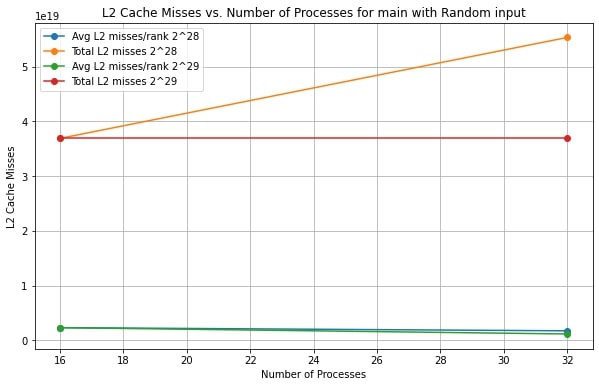 L2 Cache Misses vs. Number of Processes for main with Random input
1e19
Avg L2 misses/rank 2^28
Total L2 misses 2^28
Avg L2 misses/rank 2^29
Total L2 misses 2^29
5
4
3
2
1
0
L2 Cache Misses
16 18 20 22 24 26 28 30 32
Number of Processes